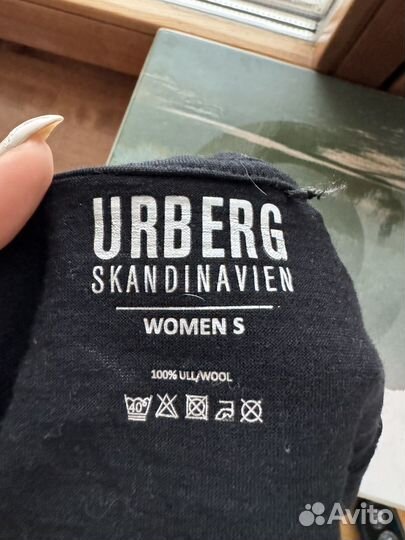 URBERG
SKANDINAVIEN
WOMEN S
100% ULL/WOOL
40°
Avito